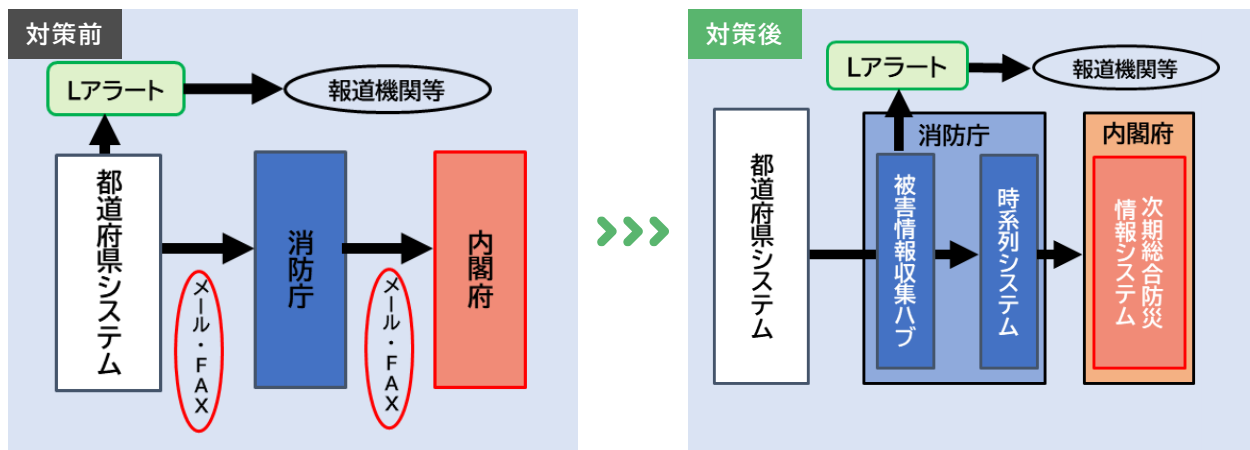 対策前
Lアラート
報道機関等
都道府県システム
メール・FAX
消防庁
メール・FAX
内閣府
対策後
Lアラート
報道機関等
都道府県システム
消防庁
被害情報収集ハブ
時系列システム
内閣府
次期総合防災
情報システム